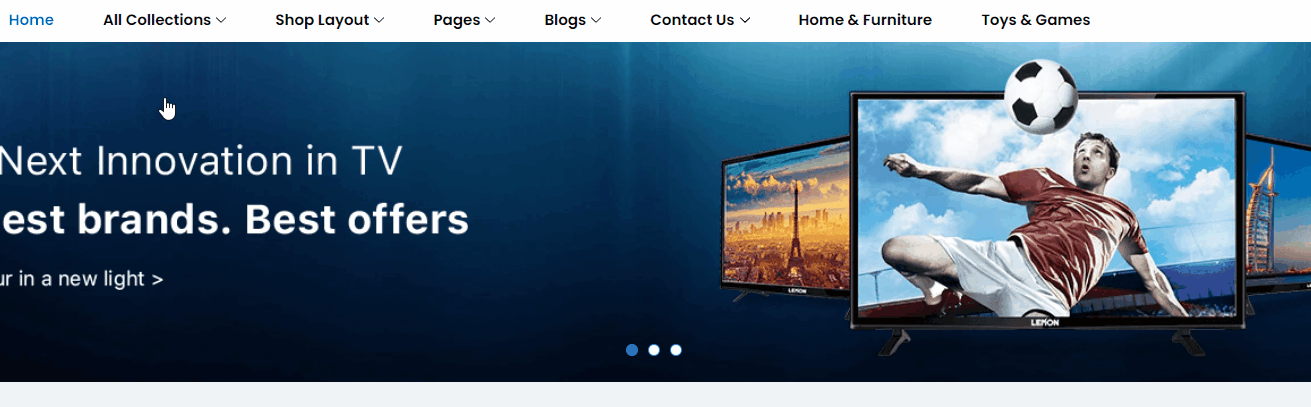 Home All Collections Shop Layout Pages Blogs Contact Us Home & Furniture Toys & Games
Next Innovation in TV
est brands. Best offers
ur in a new light >
LEMON
LEMON